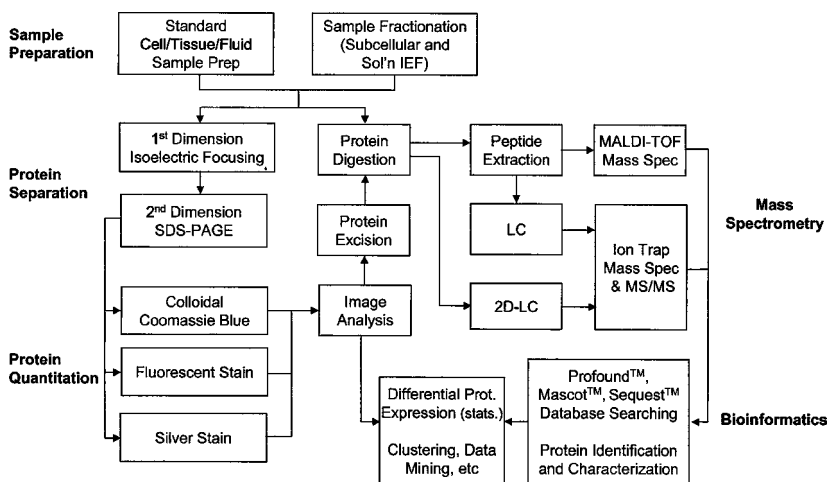 Sample
Preparation
Standard
Cell/Tissue/Fluid
Sample Prep
Sample Fractionation
(Subcellular and
Sol'n IEF)
Protein
Separation
1st Dimension
Isoelectric Focusing
Protein
Digestion
Peptide
Extraction
MALDI-TOF
Mass Spec
2nd Dimension
SDS-PAGE
Protein
Excision
LC
Ion Trap
Mass Spec
& MS/MS
Mass
Spectrometry
Colloidal
Coomassie Blue
Image
Analysis
2D-LC
Protein
Quantitation
Fluorescent Stain
Silver Stain
Differential Prot.
Expression (stats.)
Clustering, Data
Mining, etc
Profound™,
Mascot™, Sequest™
Database Searching
Protein Identification
and Characterization
Bioinformatics